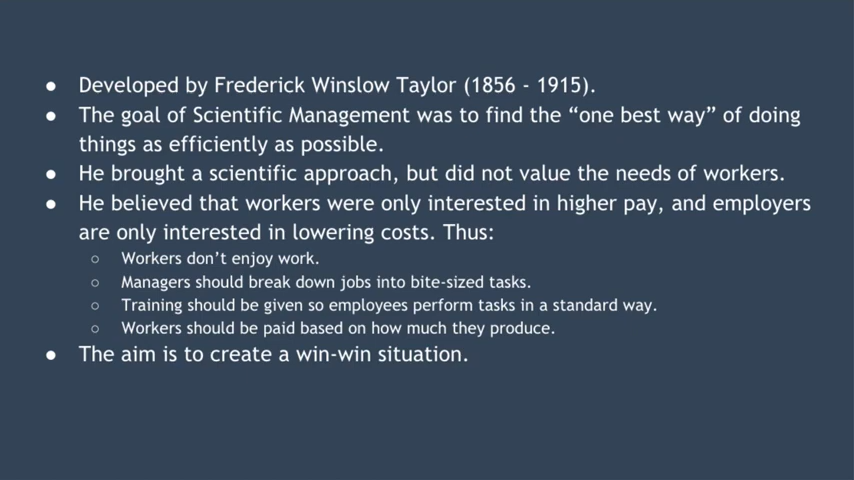 ● Developed by Frederick Winslow Taylor (1856 - 1915).
● The goal of Scientific Management was to find the “one best way” of doing
things as efficiently as possible.
● He brought a scientific approach, but did not value the needs of workers.
● He believed that workers were only interested in higher pay, and employers
are only interested in lowering costs. Thus:
○ Workers don’t enjoy work.
○ Managers should break down jobs into bite-sized tasks.
○ Training should be given so employees perform tasks in a standard way.
○ Workers should be paid based on how much they produce.
● The aim is to create a win-win situation.